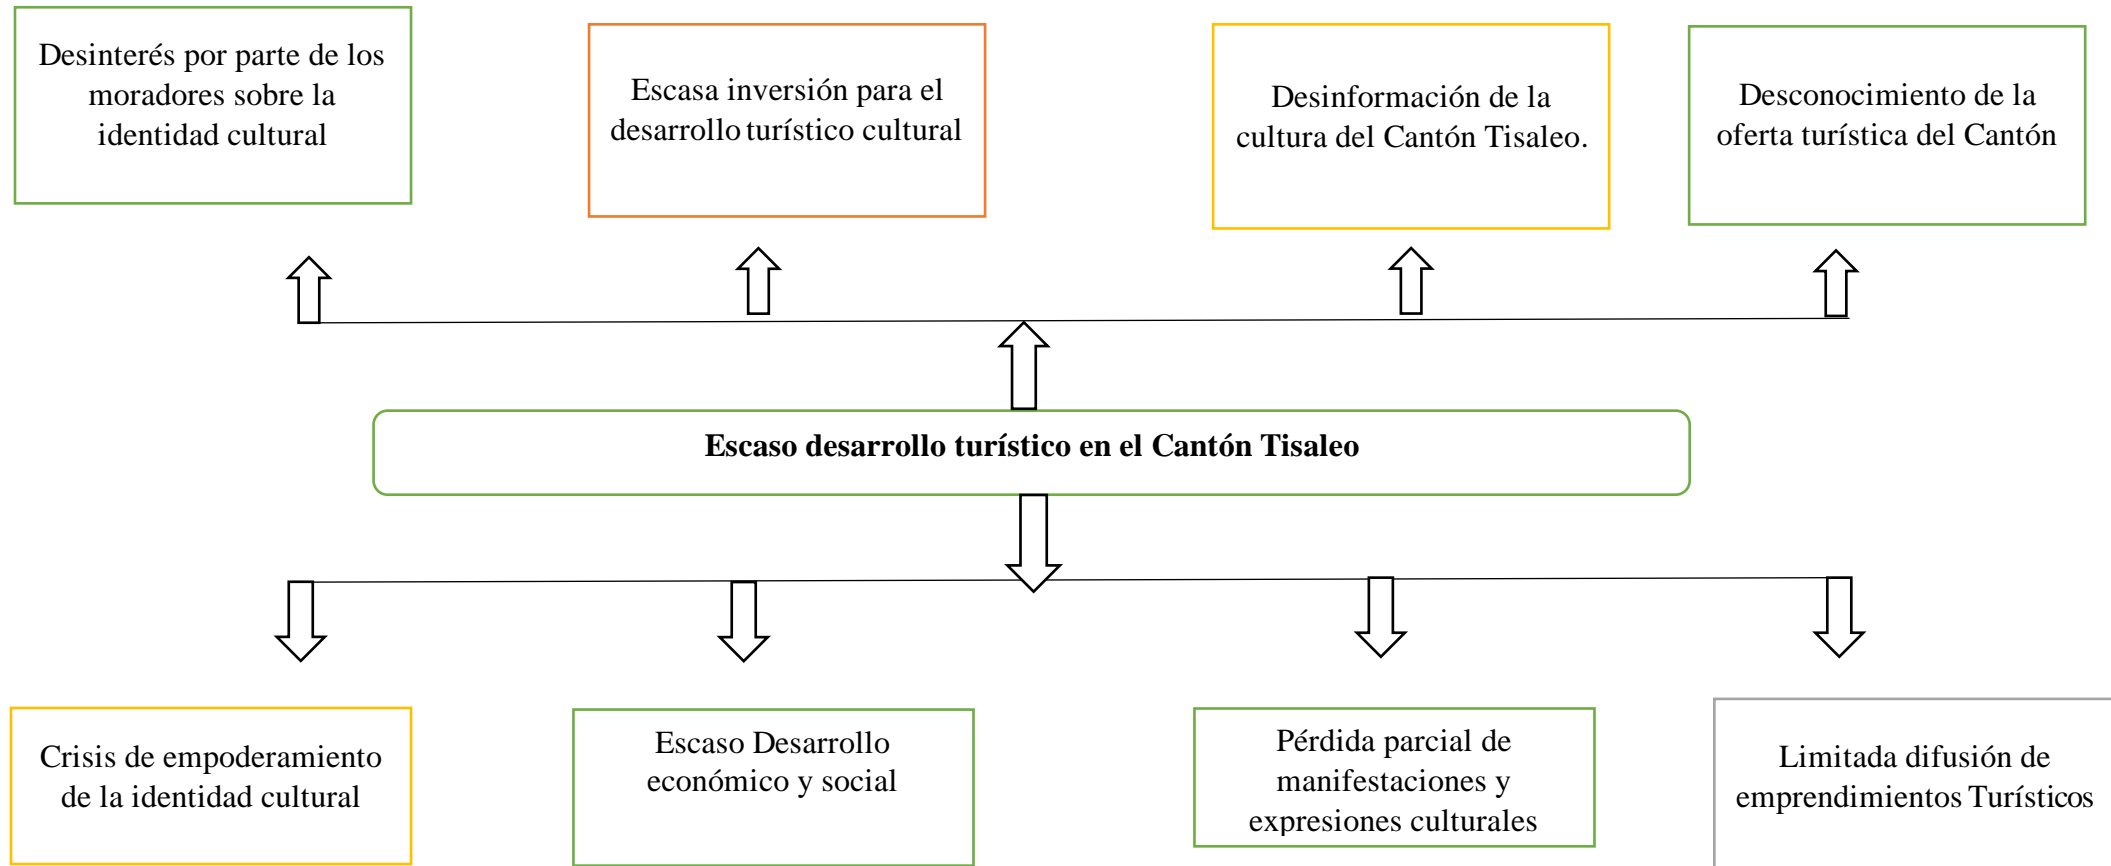 Desinterés por parte de los
moradores sobre la
identidad cultural
Escasa inversión para el
desarrollo turístico cultural
Desinformación de la
cultura del Cantón Tisaleo.
Desconocimiento de la
oferta turística del Cantón
Escaso desarrollo turístico en el Cantón Tisaleo
Crisis de empoderamiento
de la identidad cultural
Escaso Desarrollo
económico y social
Pérdida parcial de
manifestaciones y
expresiones culturales
Limitada difusión de
emprendimientos Turísticos